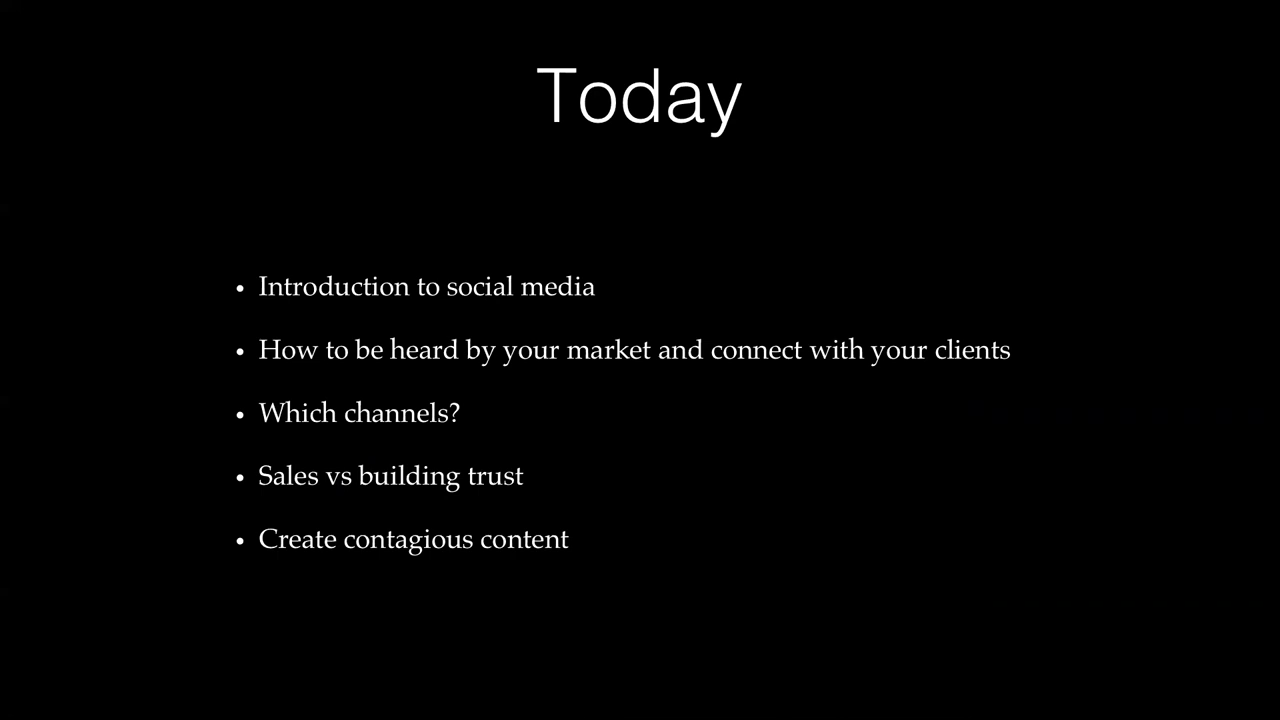 Today
• Introduction to social media
• How to be heard by your market and connect with your clients
• Which channels?
• Sales vs building trust
• Create contagious content